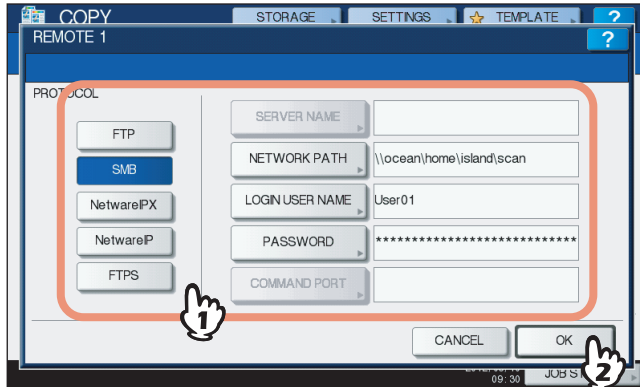 COPY STORAGE SETTINGS TEMPLATE ?
REMOTE 1 ?
PROTOCOL
SERVER NAME
FTP
NETWORK PATH \\ocean\home\island\scan
SMB
LOGIN USER NAME User01
NetwareIPX
NetwareIP PASSWORD ****************************
FTPS COMMAND PORT
1
CANCEL OK
2
09:30 JOB ST